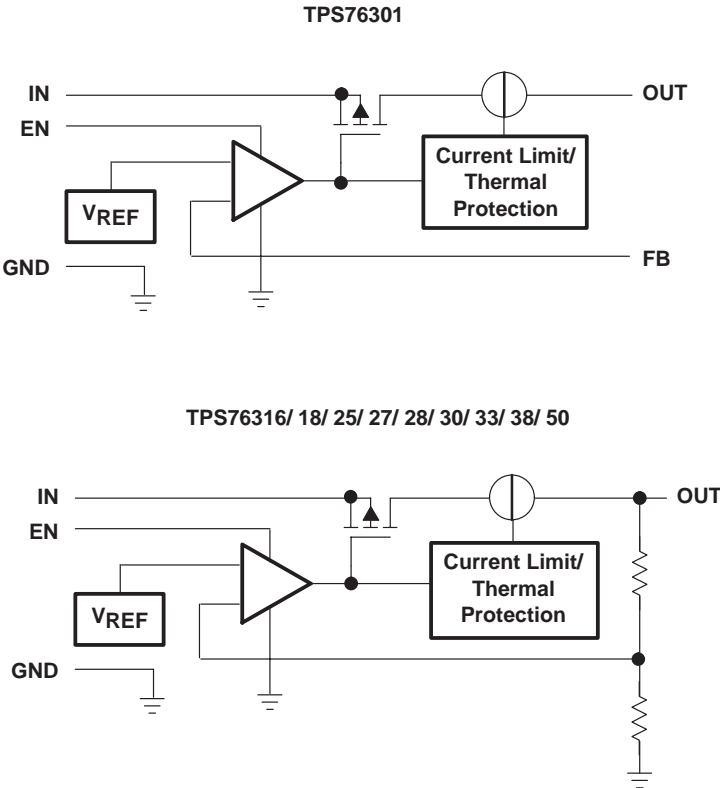 TPS76301
IN
OUT
EN
Current Limit/
Thermal
Protection
VREF
FB
GND
TPS76316/ 18/ 25/ 27/ 28/ 30/ 33/ 38/ 50
IN
OUT
EN
Current Limit/
Thermal
Protection
VREF
GND